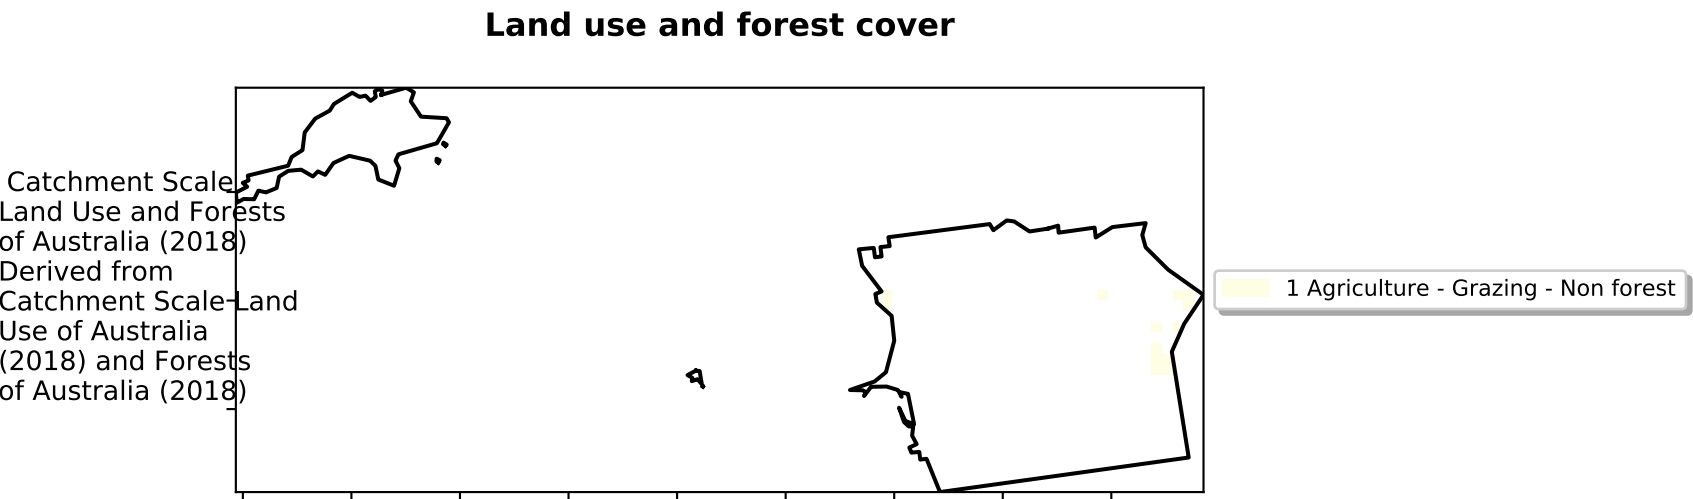 Land use and forest cover
Catchment Scale
Land Use and Forests
of Australia (2018)
Derived from
Catchment Scale Land
Use of Australia
(2018) and Forests
of Australia (2018)
1 Agriculture - Grazing - Non forest